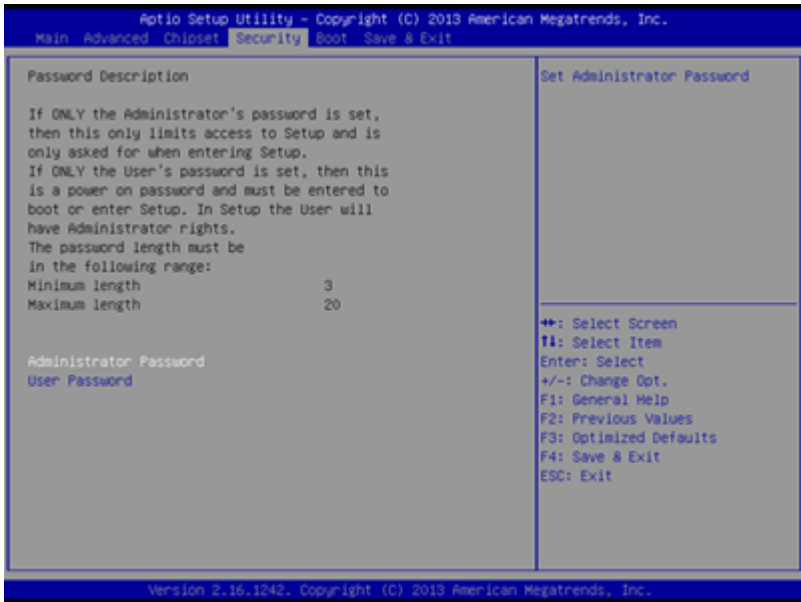 Aptio Setup Utility – Copyright (C) 2013 American Megatrends, Inc.
Main Advanced Chipset Security Boot Save & Exit
Password Description
If ONLY the Administrator's password is set,
then this only limits access to Setup and is
only asked for when entering Setup.
If ONLY the User's password is set, then this
is a power on password and must be entered to
boot or enter Setup. In Setup the User will
have Administrator rights.
The password length must be
in the following range:
Minimum length 3
Maximum length 20
Administrator Password
User Password
Set Administrator Password
→←: Select Screen
↑↓: Select Item
Enter: Select
+/-: Change Opt.
F1: General Help
F2: Previous Values
F3: Optimized Defaults
F4: Save & Exit
ESC: Exit
Version 2.16.1242. Copyright (C) 2013 American Megatrends, Inc.